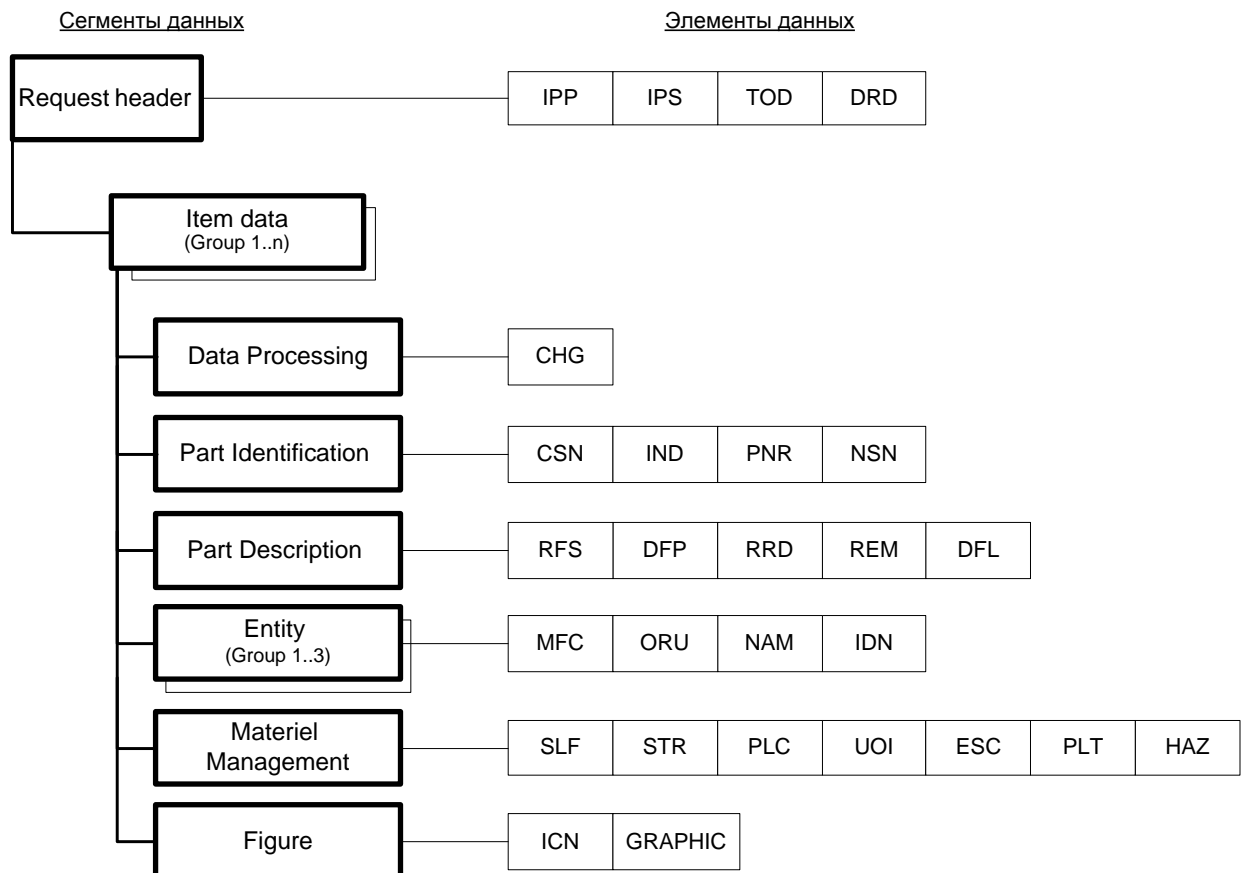 Сегменты данных
Элементы данных
Request header
IPP IPS TOD DRD
Item data
(Group 1..n)
Data Processing
CHG
Part Identification
CSN IND PNR NSN
Part Description
RFS DFP RRD REM DFL
Entity
(Group 1..3)
MFC ORU NAM IDN
Materiel
Management
SLF STR PLC UOI ESC PLT HAZ
Figure
ICN GRAPHIC